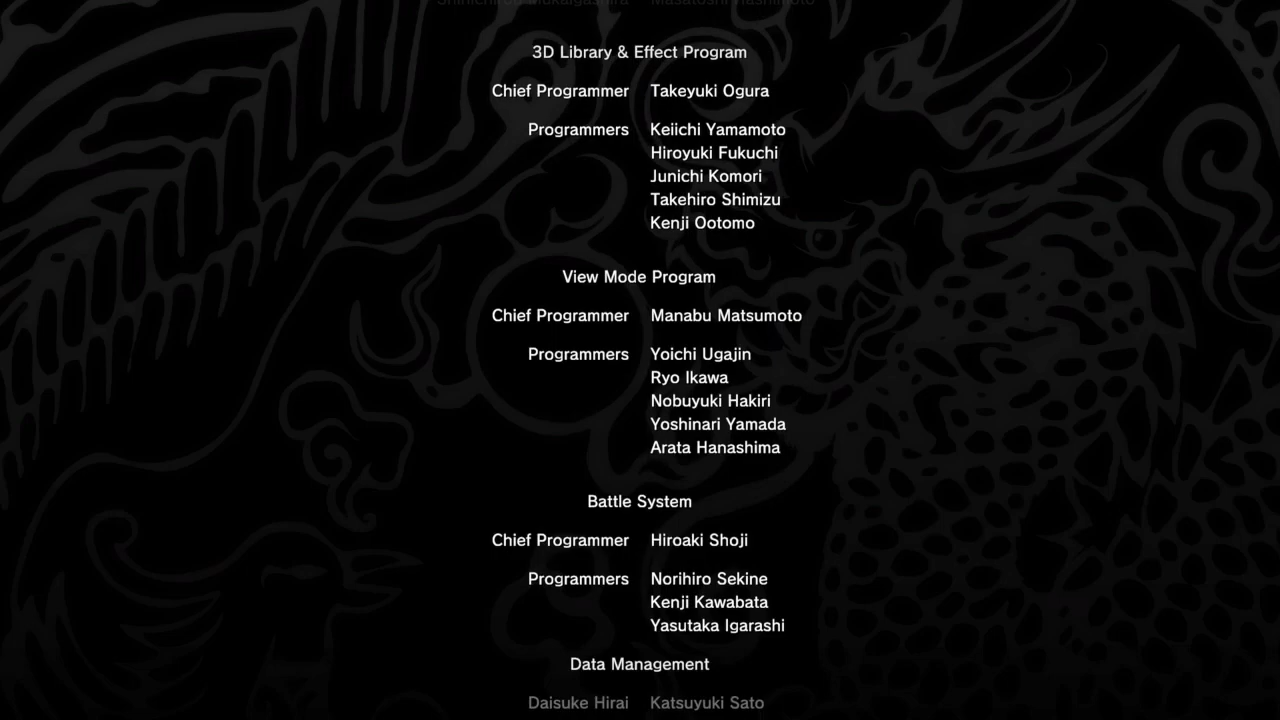 3D Library & Effect Program
Chief Programmer Takeyuki Ogura
Programmers Keiichi Yamamoto
Hiroyuki Fukuchi
Junichi Komori
Takehiro Shimizu
Kenji Ootomo
View Mode Program
Chief Programmer Manabu Matsumoto
Programmers Yoichi Ugajin
Ryo Ikawa
Nobuyuki Hakiri
Yoshinari Yamada
Arata Hanashima
Battle System
Chief Programmer Hiroaki Shoji
Programmers Norihiro Sekine
Kenji Kawabata
Yasutaka Igarashi
Data Management
Daisuke Hirai Katsuyuki Sato